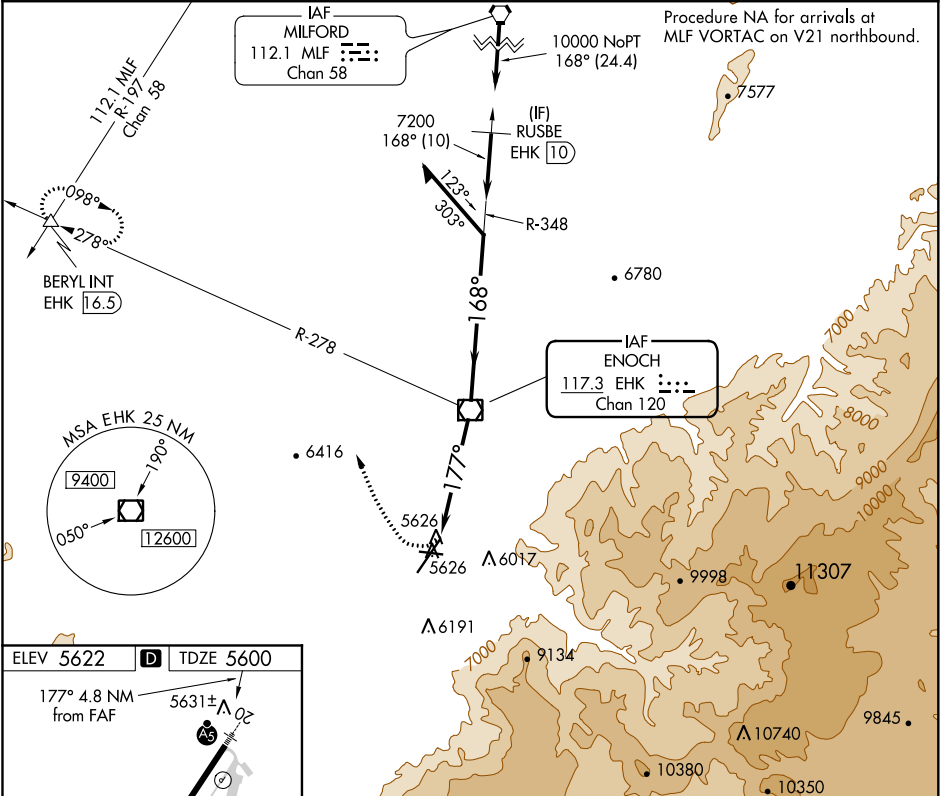 IAF
MILFORD
112.1 MLF
Chan 58
Procedure NA for arrivals at
MLF VORTAC on V21 northbound.
10000 NoPT
168° (24.4)
7577
112.1 MLF
R-197
Chan 58
7200
168° (10)
(IF)
RUSBE
EHK 10
123°
303°
R-348
098°
278°
BERYL INT
EHK 16.5
6780
168°
7000
R-278
IAF
ENOCH
117.3 EHK
Chan 120
8000
MSA EHK 25 NM
190°
9400
050°
12600
6416
177°
9000
10000
5626
5626
6017
9998
11307
6191
7000
9134
ELEV 5622 D TDZE 5600
177° 4.8 NM
from FAF
5631±
20
A5
9845
10740
10380
10350